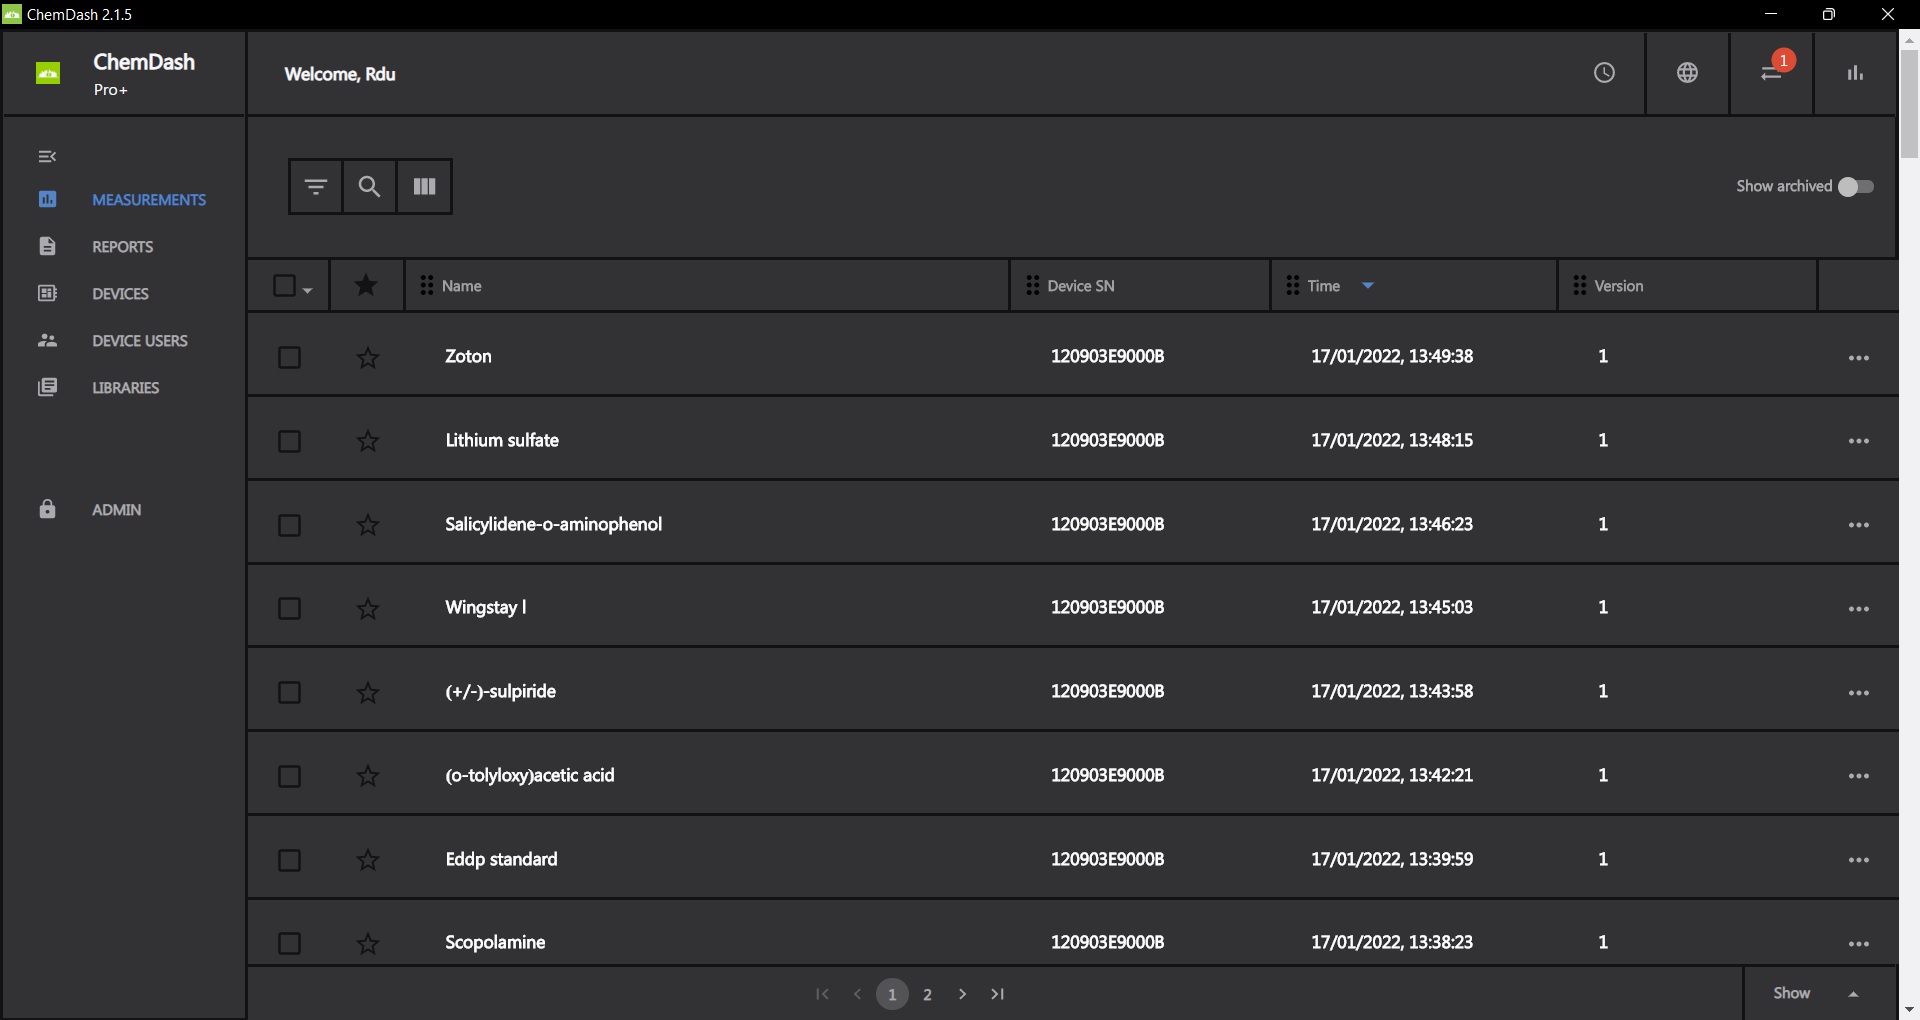 ChemDash 2.1.5
ChemDash
Pro+
Welcome, Rdu
1
MEASUREMENTS
REPORTS
DEVICES
DEVICE USERS
LIBRARIES
ADMIN
Show archived
Name Device SN Time Version
Zoton 120903E9000B 17/01/2022, 13:49:38 1
Lithium sulfate 120903E9000B 17/01/2022, 13:48:15 1
Salicylidene-o-aminophenol 120903E9000B 17/01/2022, 13:46:23 1
Wingstay l 120903E9000B 17/01/2022, 13:45:03 1
(+/-)-sulpiride 120903E9000B 17/01/2022, 13:43:58 1
(o-tolyloxy)acetic acid 120903E9000B 17/01/2022, 13:42:21 1
Eddp standard 120903E9000B 17/01/2022, 13:39:59 1
Scopolamine 120903E9000B 17/01/2022, 13:38:23 1
1 2
Show